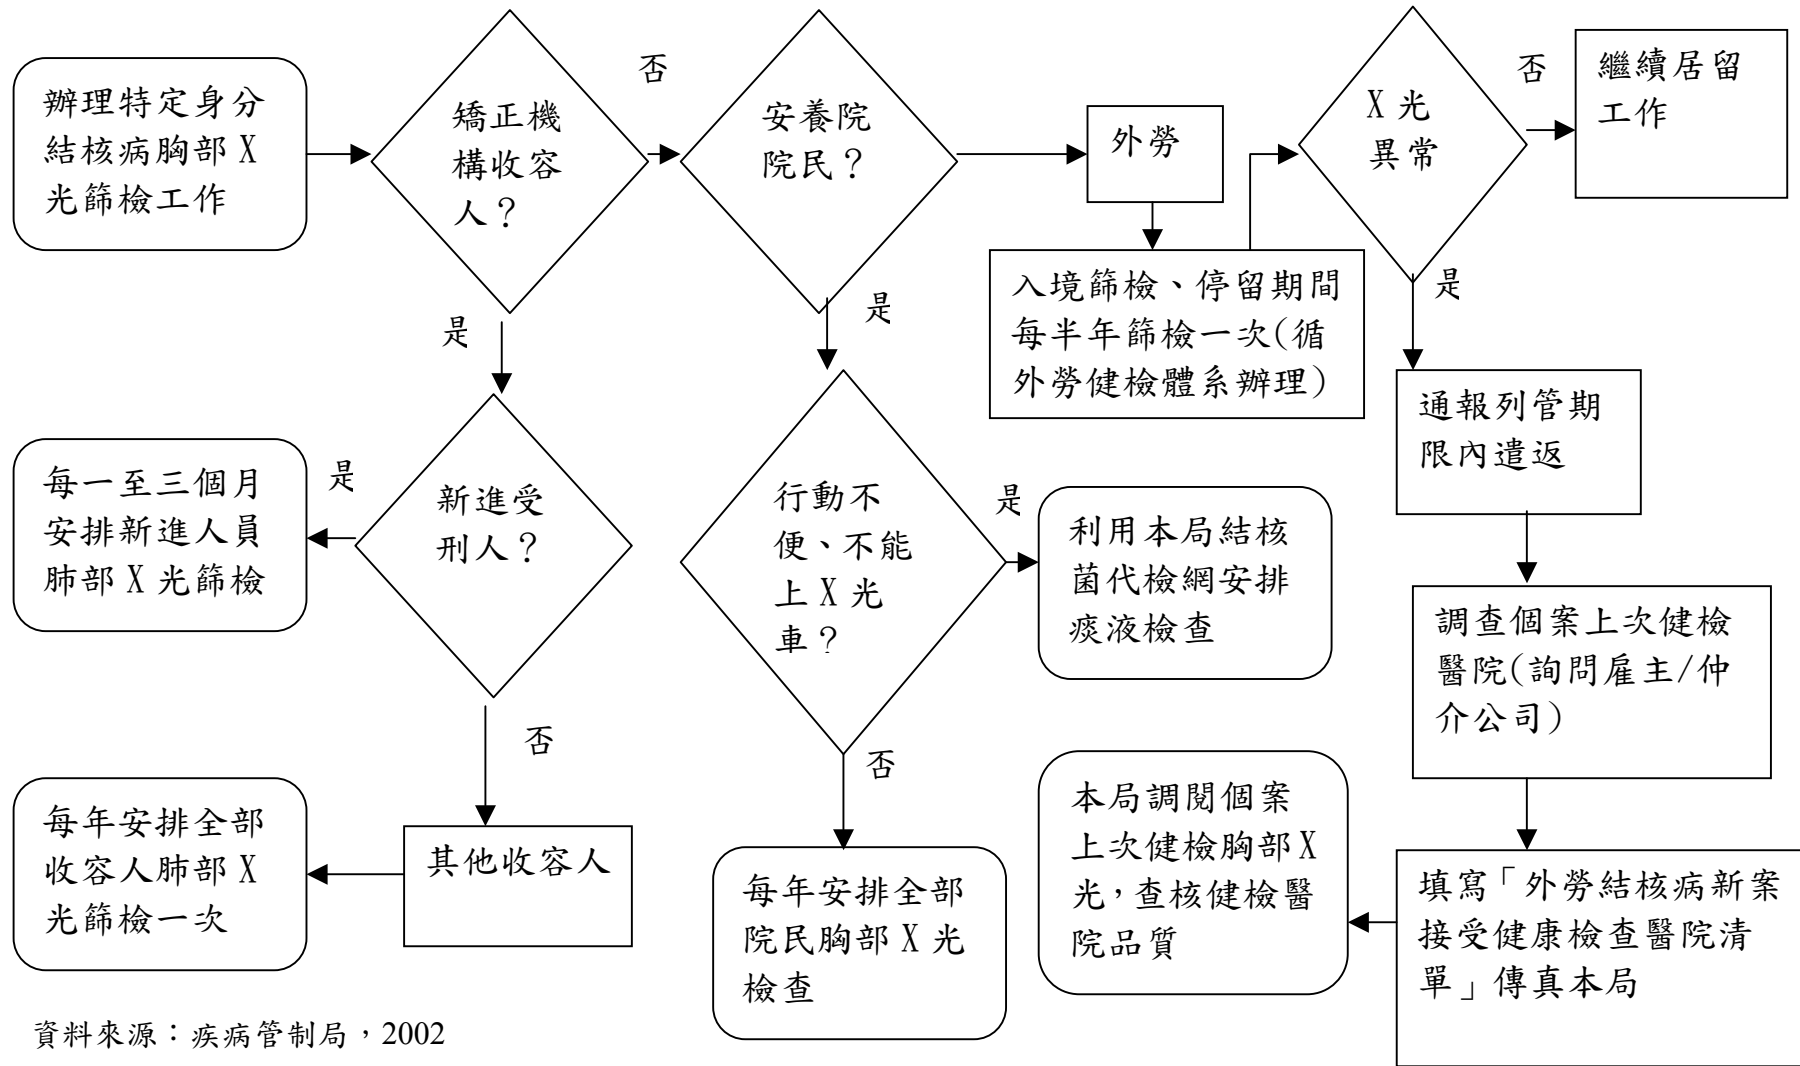 辦理特定身分
結核病胸部 X
光篩檢工作
矯正機
構收容
人？
否
是
安養院
院民？
是
外勞
入境篩檢、停留期間
每半年篩檢一次(循
外勞健檢體系辦理)
X 光
異常
否
繼續居留
工作
是
通報列管期
限內遣返
調查個案上次健檢
醫院(詢問雇主/仲
介公司)
填寫「外勞結核病新案
接受健康檢查醫院清
單」傳真本局
本局調閱個案
上次健檢胸部 X
光，查核健檢醫
院品質
新進受
刑人？
是
每一至三個月
安排新進人員
肺部 X 光篩檢
否
其他收容人
每年安排全部
收容人肺部 X
光篩檢一次
行動不
便、不能
上 X 光
車？
是
利用本局結核
菌代檢網安排
痰液檢查
否
每年安排全部
院民胸部 X 光
檢查
資料來源：疾病管制局，2002